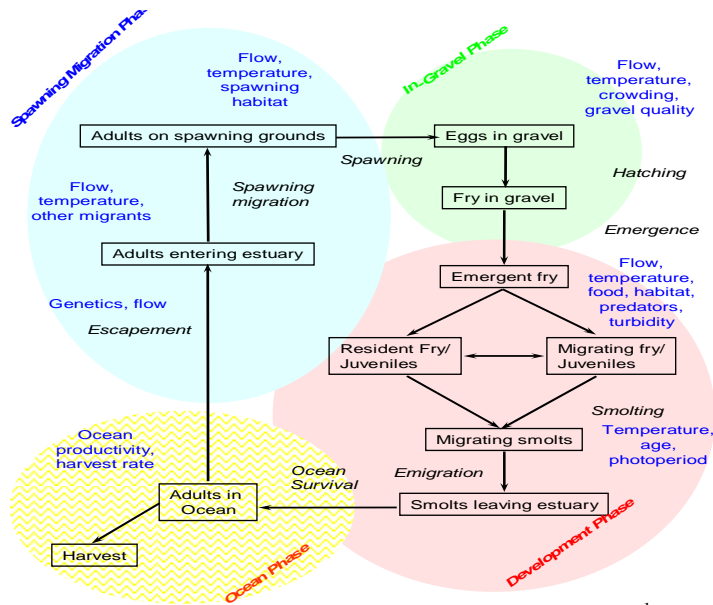 Spawning Migration Phase
Flow,
temperature,
spawning
habitat
In-Gravel Phase
Flow,
temperature,
crowding,
gravel quality
Adults on spawning grounds
Spawning
Eggs in gravel
Hatching
Fry in gravel
Flow,
temperature,
other migrants
Spawning
migration
Emergence
Adults entering estuary
Emergent fry
Flow,
temperature,
food, habitat,
predators,
turbidity
Genetics, flow
Escapement
Resident Fry/
Juveniles
Migrating fry/
Juveniles
Smolting
Ocean
productivity,
harvest rate
Migrating smolts
Temperature,
age,
photoperiod
Ocean
Survival
Emigration
Adults in
Ocean
Smolts leaving estuary
Harvest
Ocean Phase
Development Phase